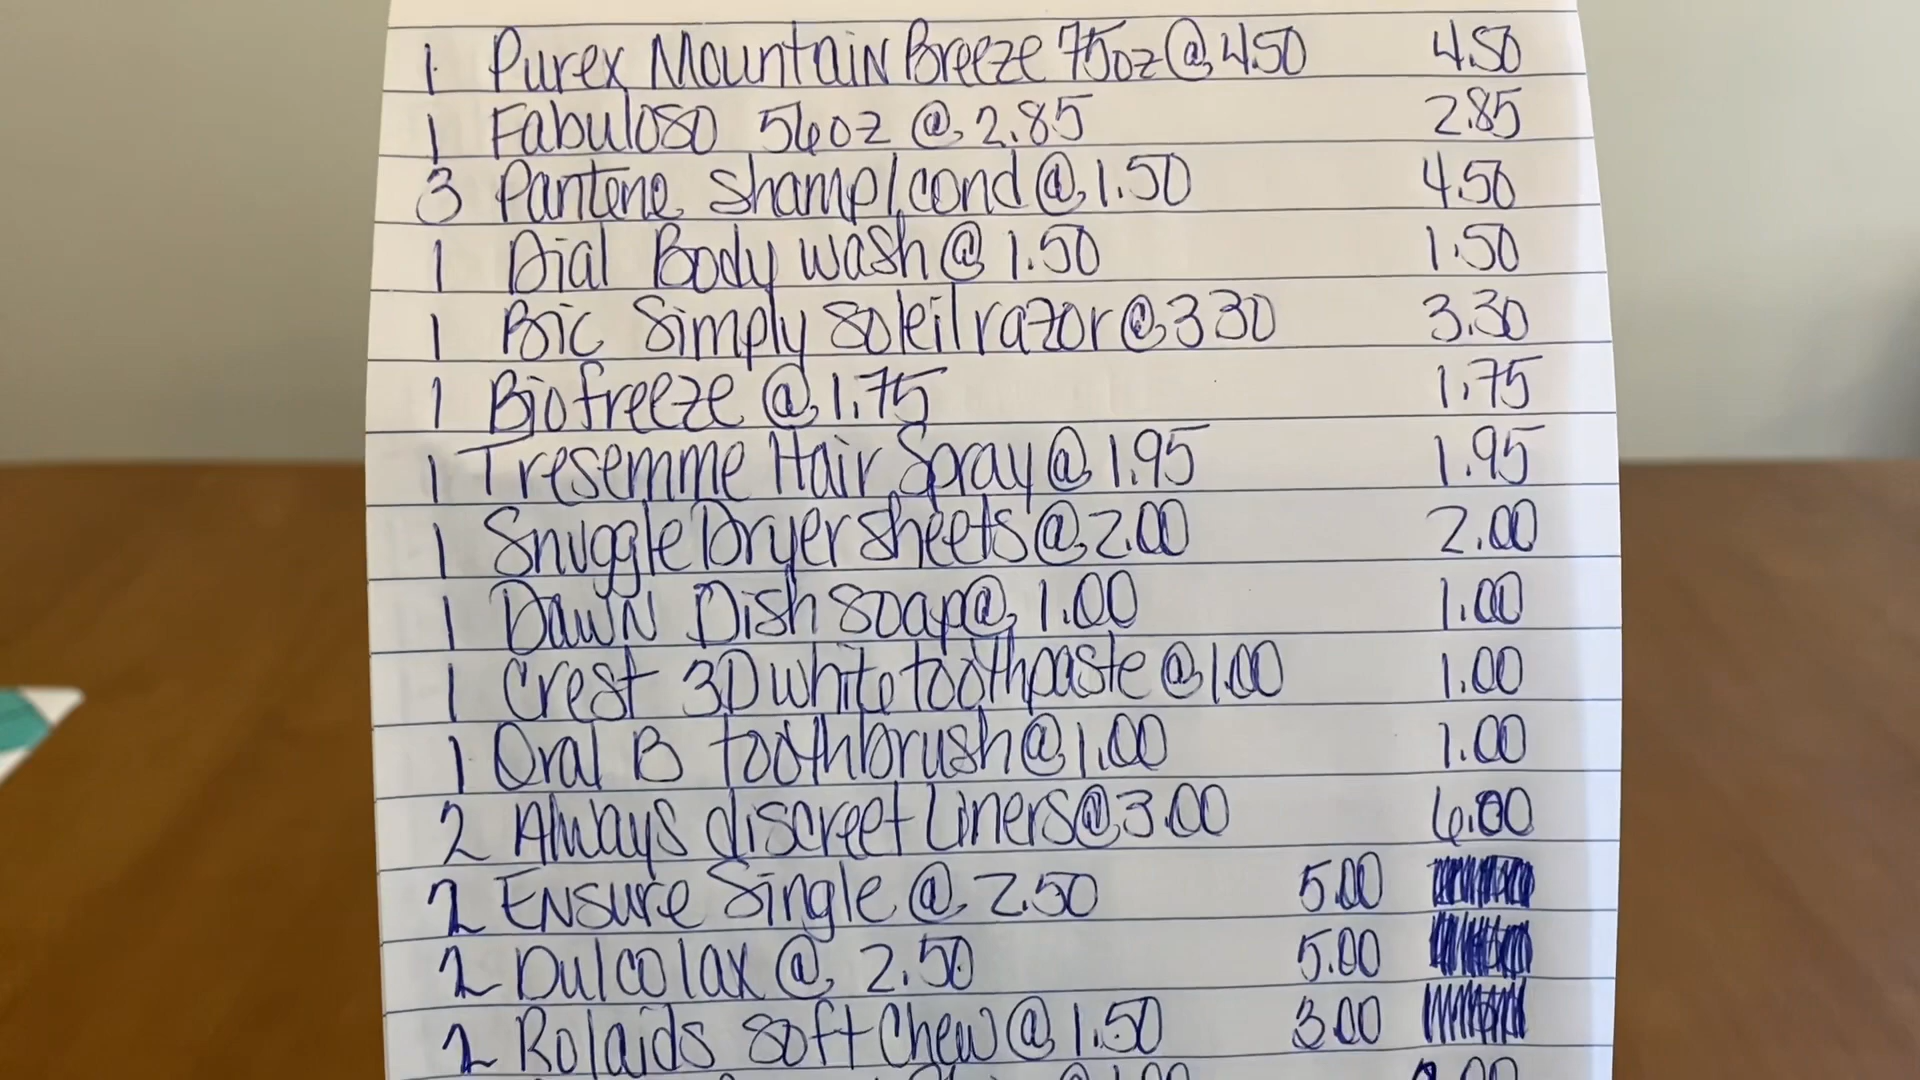 1 Purex Mountain Breeze 75oz @ 4.50 4.50
1 Fabuloso 56oz @ 2.85 2.85
3 Pantene shamp/cond @ 1.50 4.50
1 Dial Body wash @ 1.50 1.50
1 Bic Simply Soleil razor @ 3.30 3.30
1 Biofreeze @ 1.75 1.75
1 Tresemme Hair Spray @ 1.95 1.95
1 Snuggle Dryer sheets @ 2.00 2.00
1 Dawn Dish soap @ 1.00 1.00
1 Crest 3D white toothpaste @ 1.00 1.00
1 Oral B toothbrush @ 1.00 1.00
2 Always discreet Liners @ 3.00 6.00
2 Ensure Single @ 2.50 5.00
2 Dulcolax @ 2.50 5.00
2 Rolaids Soft Chew @ 1.50 3.00